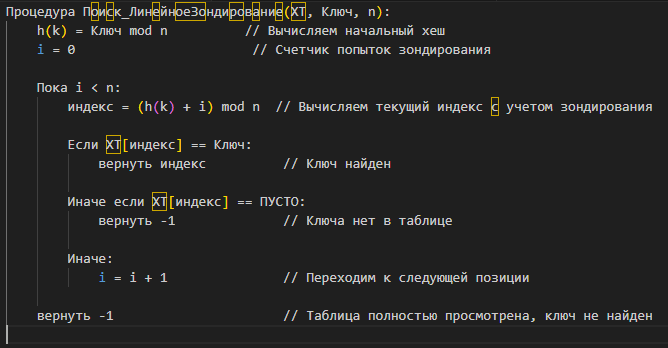 Процедура Поиск_ЛинейноеЗондирование(ХТ, Ключ, n):
h(k) = Ключ mod n // Вычисляем начальный хеш
i = 0 // Счетчик попыток зондирования
Пока i < n:
индекс = (h(k) + i) mod n // Вычисляем текущий индекс с учетом зондирования
Если ХТ[индекс] == Ключ:
вернуть индекс // Ключ найден
Иначе если ХТ[индекс] == ПУСТО:
вернуть -1 // Ключа нет в таблице
Иначе:
i = i + 1 // Переходим к следующей позиции
вернуть -1 // Таблица полностью просмотрена, ключ не найден